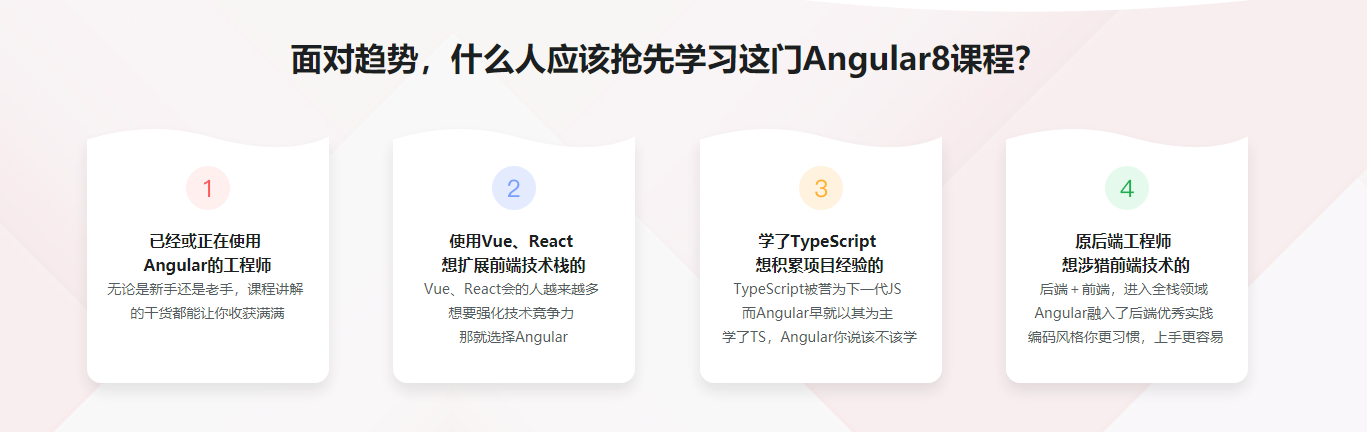 面对趋势，什么人应该抢先学习这门Angular8课程？
1
已经或正在使用
Angular的工程师
无论是新手还是老手，课程讲解
的干货都能让你收获满满
2
使用Vue、React
想扩展前端技术栈的
Vue、React会的人越来越多
想要强化技术竞争力
那就选择Angular
3
学了TypeScript
想积累项目经验的
TypeScript被誉为下一代JS
而Angular早就以其为主
学了TS，Angular你说该不该学
4
原后端工程师
想涉猎前端技术的
后端＋前端，进入全栈领域
Angular融入了后端优秀实践
编码风格你更习惯，上手更容易